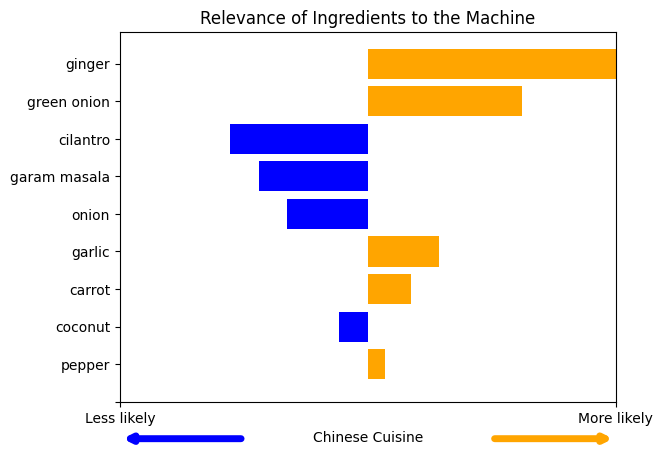 Relevance of Ingredients to the Machine
ginger
green onion
cilantro
garam masala
onion
garlic
carrot
coconut
pepper
Less likely
More likely
Chinese Cuisine